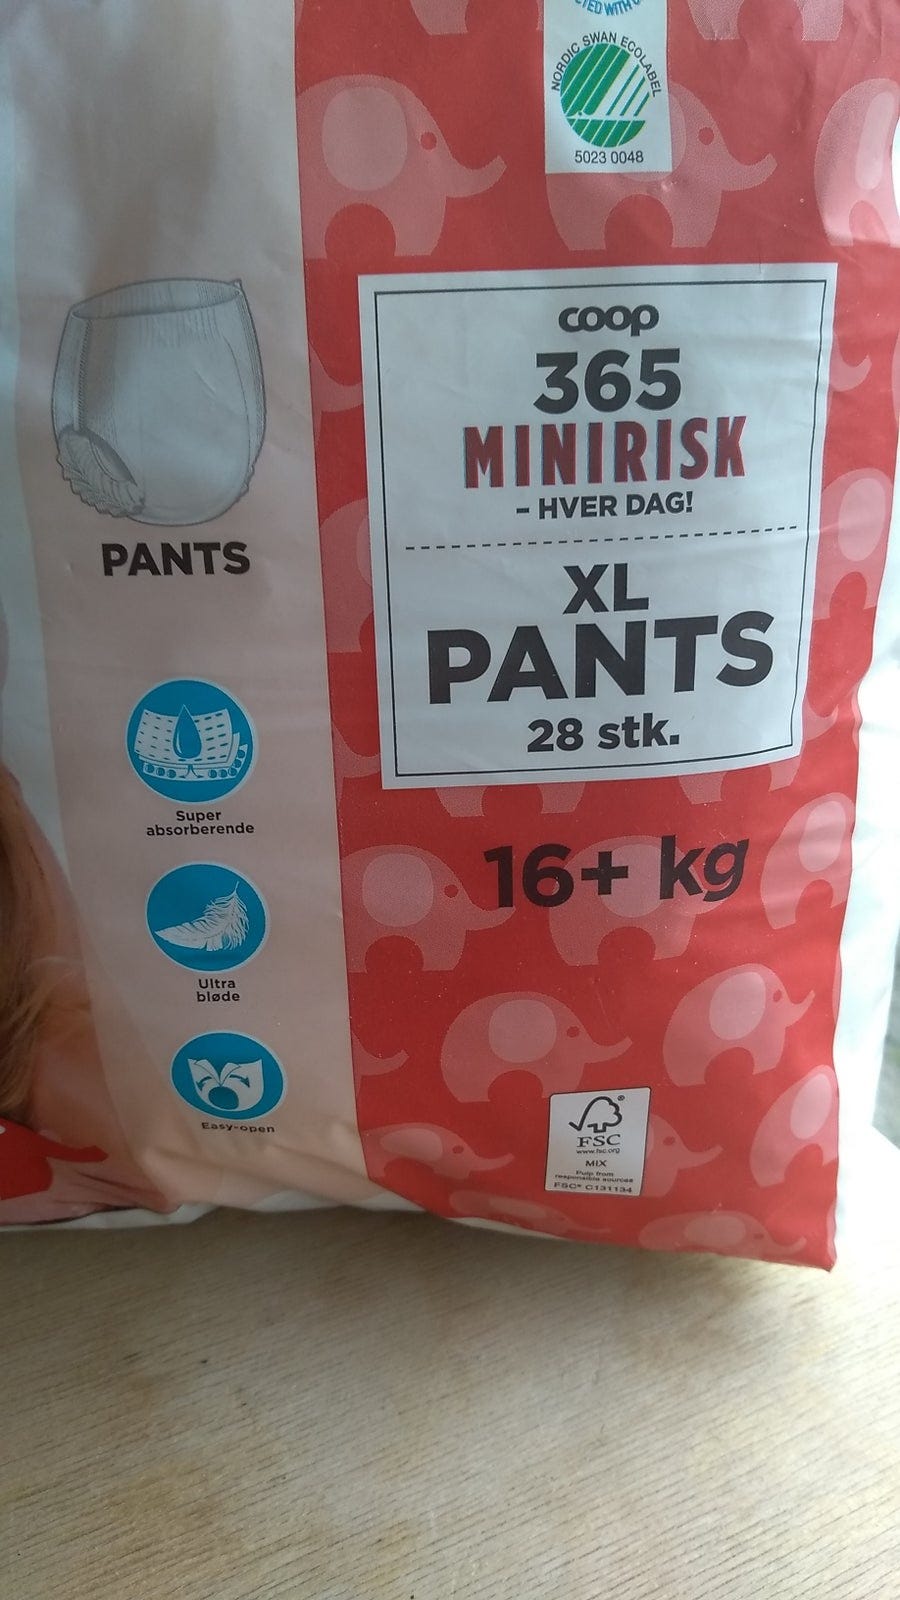 NORDIC SWAN ECOLABEL
5023 0048
coop
365
MINIRISK
- HVER DAG!
XL
PANTS
28 stk.
16+ kg
PANTS
Super
absorberende
Ultra
bløde
Easy-open
FSC®
www.fsc.org
MIX
Pulp from
responsible sources
FSC® C131134